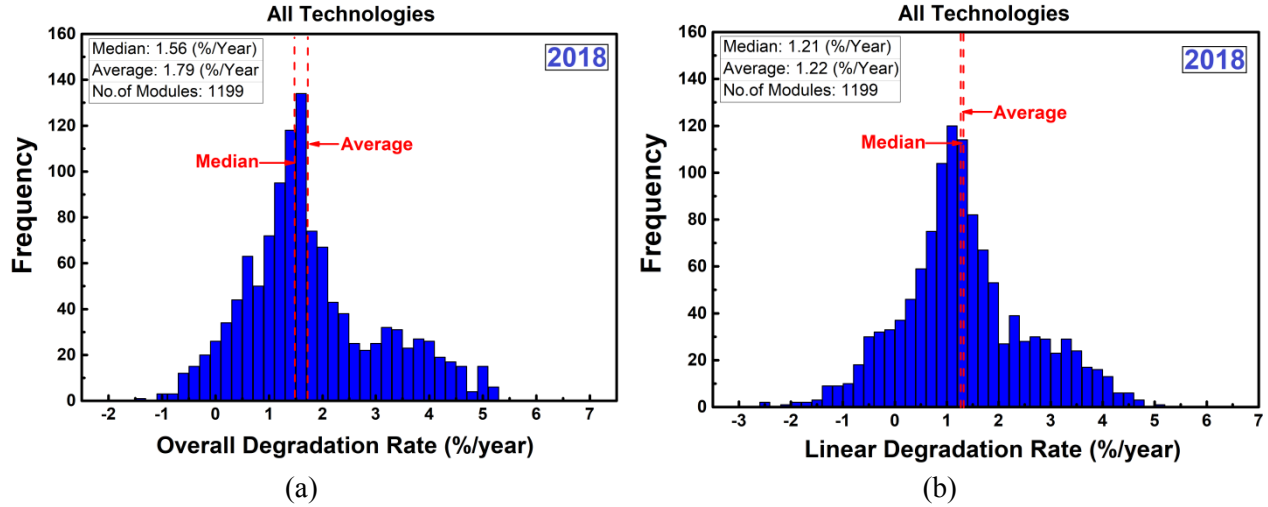 All Technologies
160
140
120
100
80
60
40
20
0
Frequency
Median: 1.56 (%/Year)
Average: 1.79 (%/Year
No.of Modules: 1199
2018
Median
Average
-2 -1 0 1 2 3 4 5 6 7
Overall Degradation Rate (%/year)
(a)
All Technologies
160
140
120
100
80
60
40
20
0
Frequency
Median: 1.21 (%/Year)
Average: 1.22 (%/Year)
No.of Modules: 1199
2018
Average
Median
-3 -2 -1 0 1 2 3 4 5 6 7
Linear Degradation Rate (%/year)
(b)